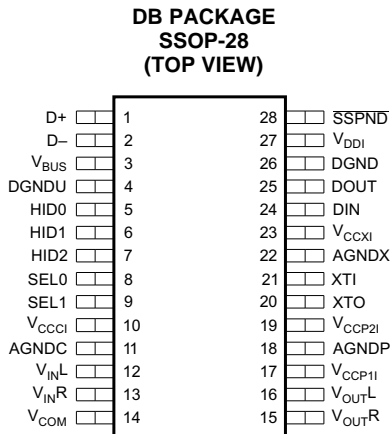 DB PACKAGE
SSOP-28
(TOP VIEW)
D+ 1 28 SSPND
D– 2 27 VDDI
VBUS 3 26 DGND
DGNDU 4 25 DOUT
HID0 5 24 DIN
HID1 6 23 VCCXI
HID2 7 22 AGNDX
SEL0 8 21 XTI
SEL1 9 20 XTO
VCCCI 10 19 VCCP2I
AGNDC 11 18 AGNDP
VINL 12 17 VCCP1I
VINR 13 16 VOUTL
VCOM 14 15 VOUTR